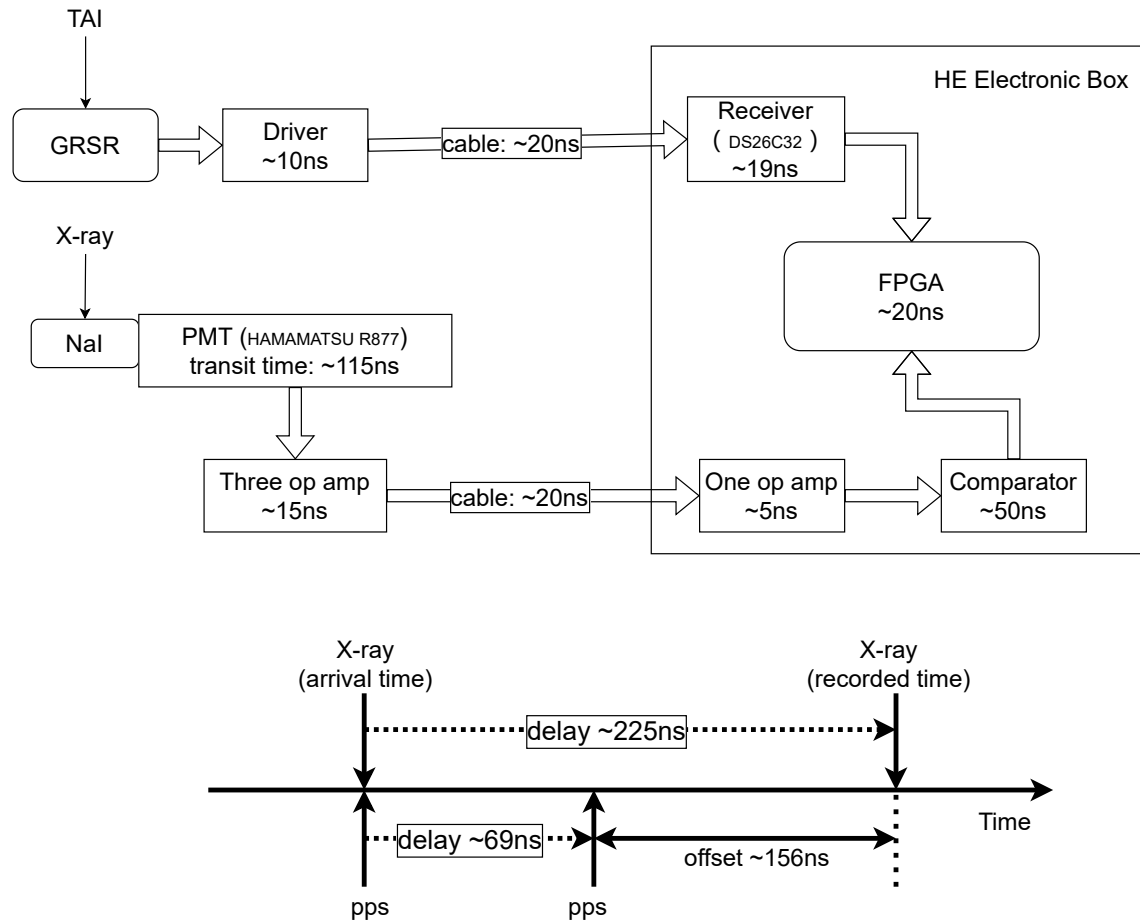 TAI
HE Electronic Box
GRSR
Driver
~10ns
cable: ~20ns
Receiver
( DS26C32 )
~19ns
X-ray
FPGA
~20ns
NaI
PMT (HAMAMATSU R877)
transit time: ~115ns
Three op amp
~15ns
cable: ~20ns
One op amp
~5ns
Comparator
~50ns
X-ray
(arrival time)
X-ray
(recorded time)
delay ~225ns
Time
delay ~69ns
offset ~156ns
pps
pps